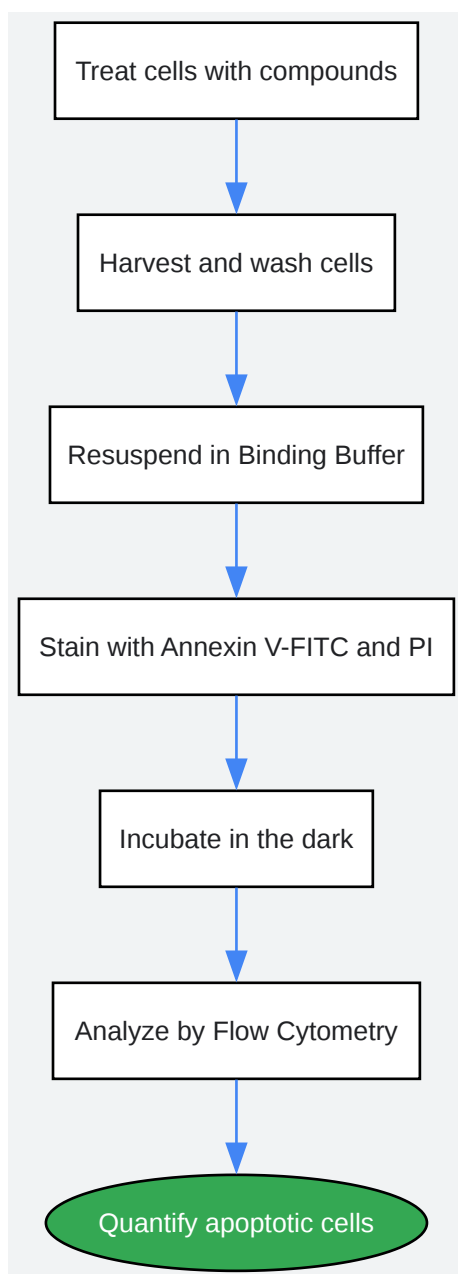 Treat cells with compounds
Harvest and wash cells
Resuspend in Binding Buffer
Stain with Annexin V-FITC and PI
Incubate in the dark
Analyze by Flow Cytometry
Quantify apoptotic cells